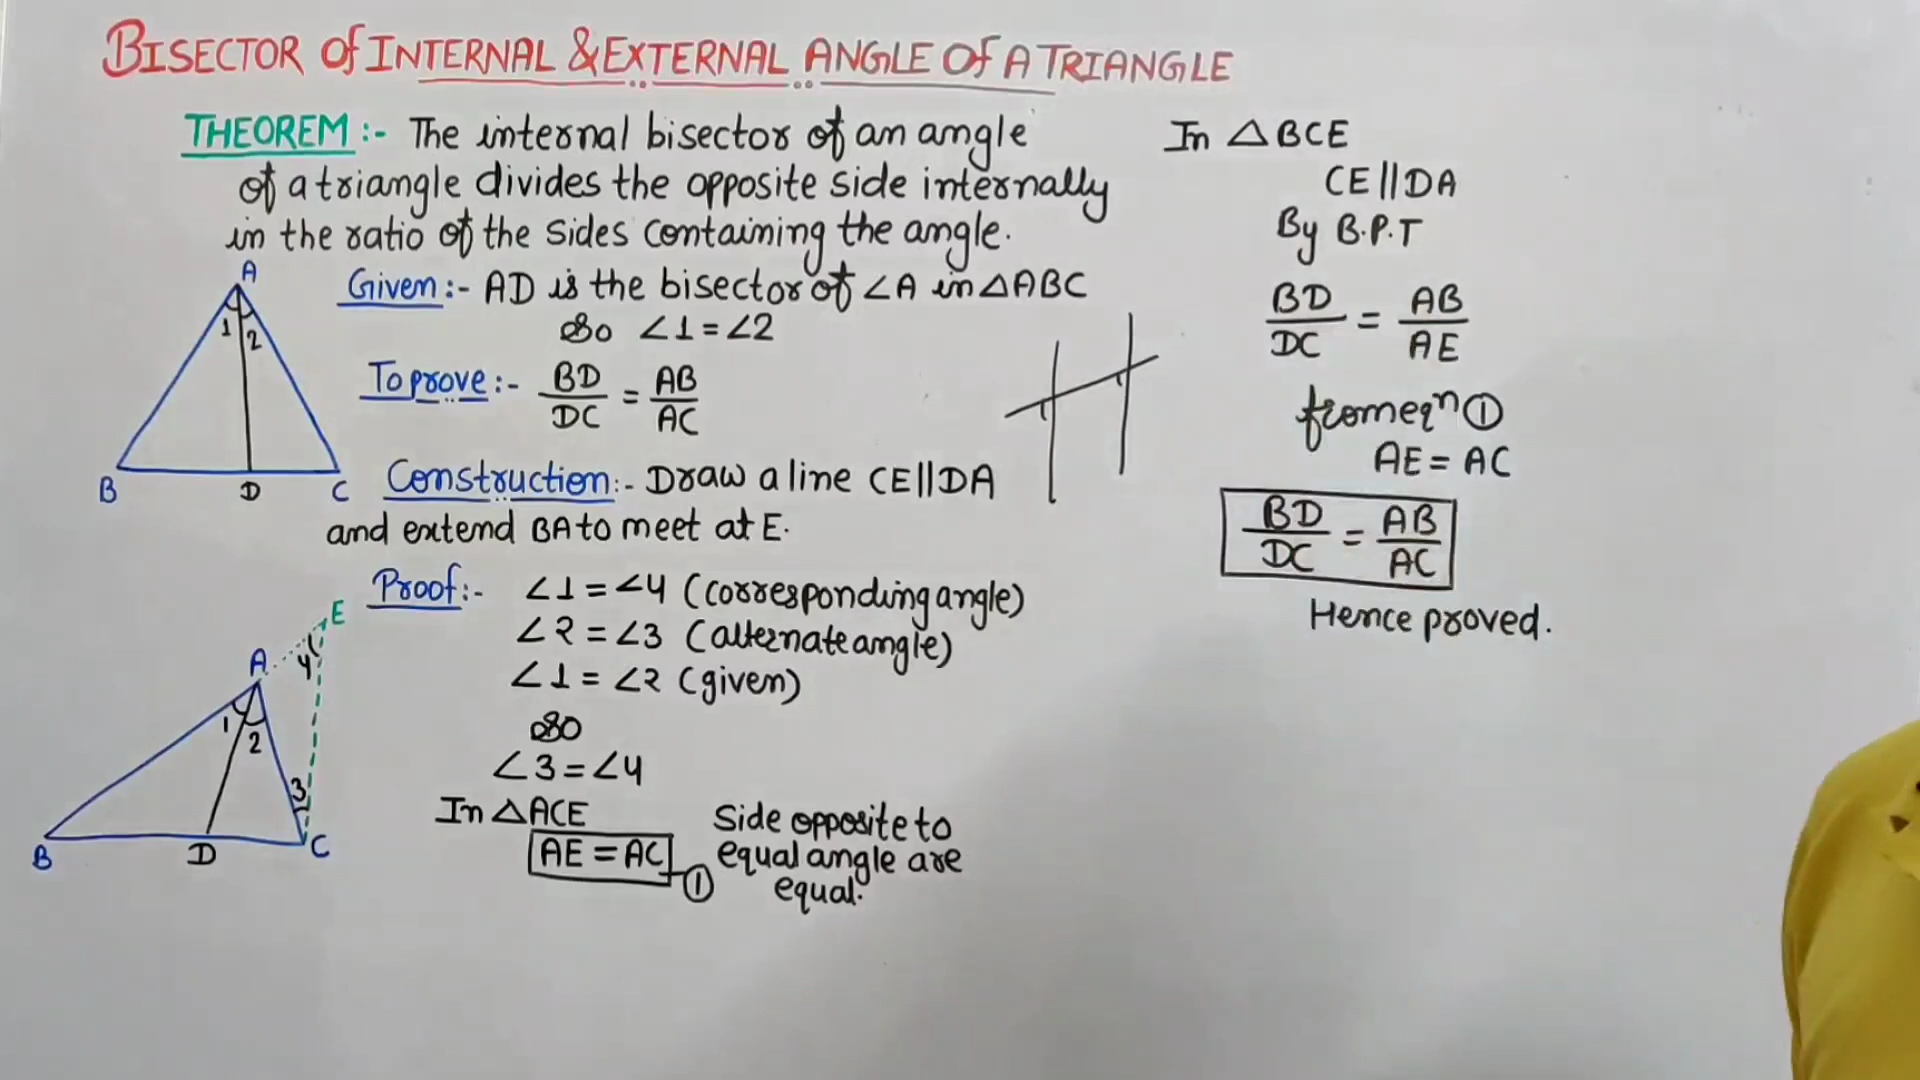 BISECTOR Of INTERNAL & EXTERNAL ANGLE Of A TRIANGLE
THEOREM :- The internal bisector of an angle
of a triangle divides the opposite side internally
in the ratio of the sides containing the angle.
A
1
2
B
D
C
Given :- AD is the bisector of ∠A in △ABC
So ∠1 = ∠2
To prove :- BD/DC = AB/AC
Construction :- Draw a line CE || DA
and extend BA to meet at E.
Proof :- ∠1 = ∠4 (corresponding angle)
∠2 = ∠3 (alternate angle)
∠1 = ∠2 (given)
So
∠3 = ∠4
In △ACE
AE = AC — ①
Side opposite to
equal angle are
equal.
E
A
4
1
2
3
B
D
C
In △BCE
CE || DA
By B.P.T
BD/DC = AB/AE
from eqⁿ ①
AE = AC
BD/DC = AB/AC
Hence proved.